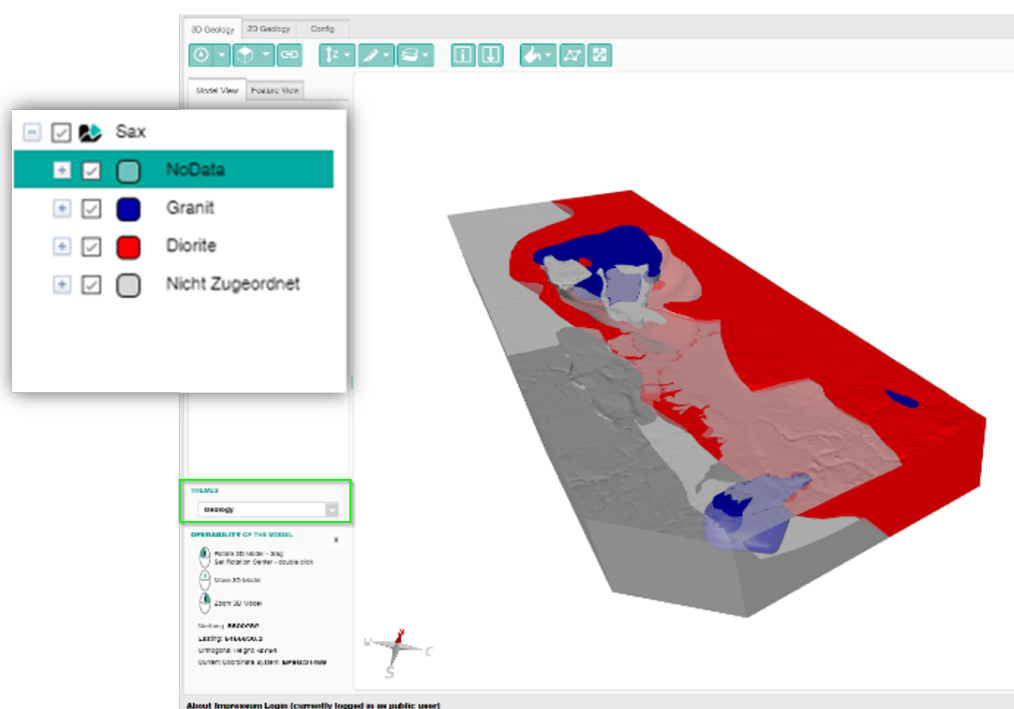 3D Geology 2D Geology Config
Model View Feature View
Sax
NoData
Granit
Diorite
Nicht Zugeordnet
THEMES
Geology
OPERABILITY OF THE MODEL
x
Rotate 3D Model - drag
Set Rotation Center - double click
Move 3D Model
Zoom 3D Model
Northing:
Easting:
Orthogonal Height:
Current Coordinate System:
W
E
S
About Impressum Login (currently logged in as public user)